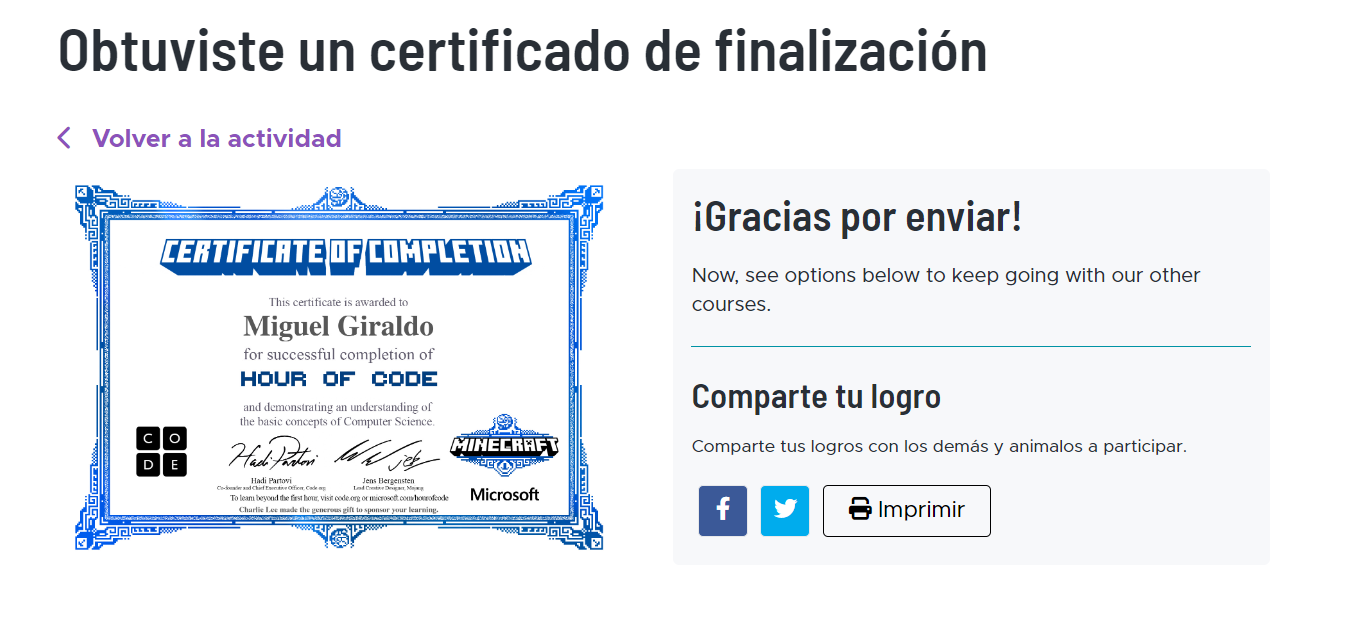 Obtuviste un certificado de finalización
Volver a la actividad
CERTIFICATE OF COMPLETION
This certificate is awarded to
Miguel Giraldo
for successful completion of
HOUR OF CODE
and demonstrating an understanding of
the basic concepts of Computer Science.
C O
D E
Hadi Partovi
Jens Bergensten
Co-founder and Chief Executive Officer, Code.org
Lead Creative Designer, Mojang
To learn beyond the first hour, visit code.org or microsoft.com/hourofcode
Charlie Lee made the generous gift to sponsor your learning.
MINECRAFT
Microsoft
¡Gracias por enviar!
Now, see options below to keep going with our other
courses.
Comparte tu logro
Comparte tus logros con los demás y animalos a participar.
Imprimir